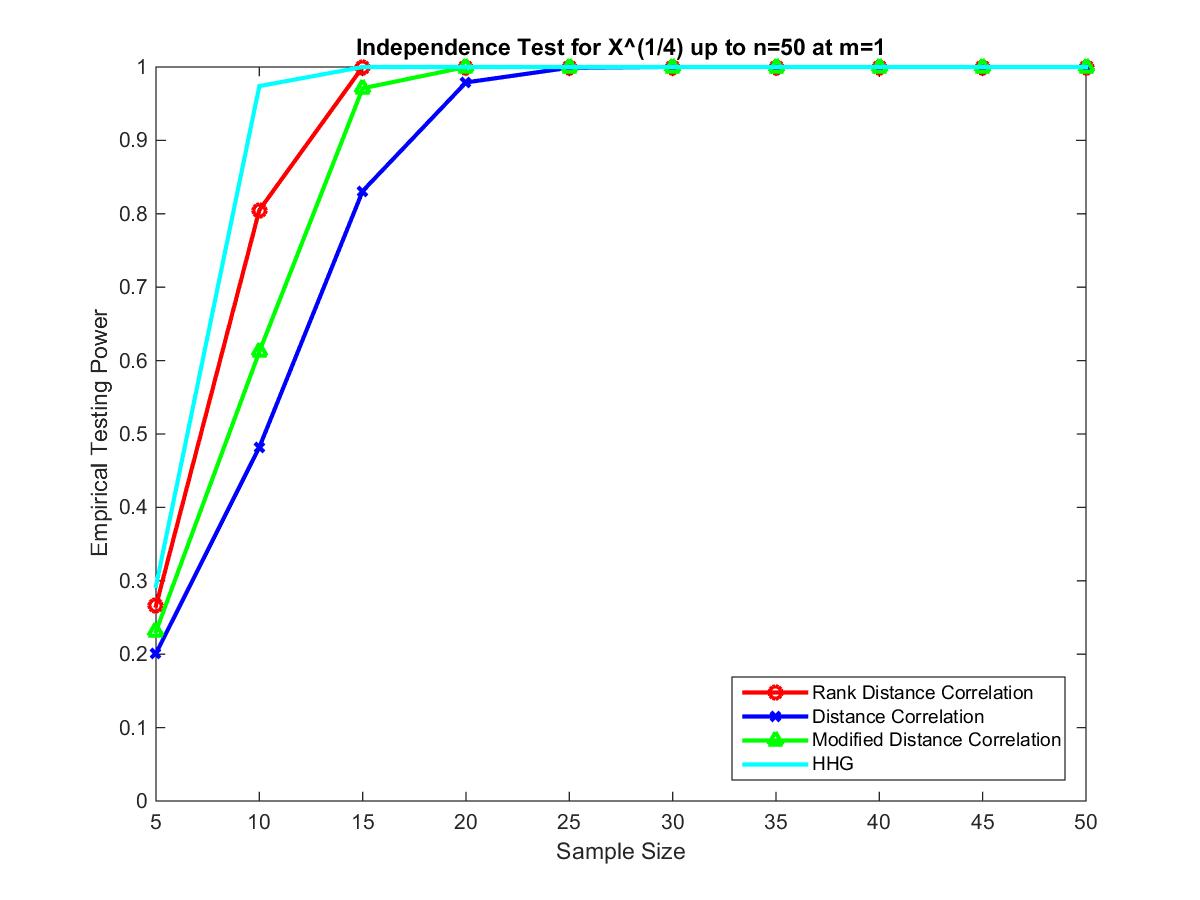 Independence Test for X^(1/4) up to n=50 at m=1
1
0.9
0.8
0.7
0.6
0.5
0.4
0.3
0.2
0.1
0
Empirical Testing Power
5 10 15 20 25 30 35 40 45 50
Sample Size
Rank Distance Correlation
Distance Correlation
Modified Distance Correlation
HHG